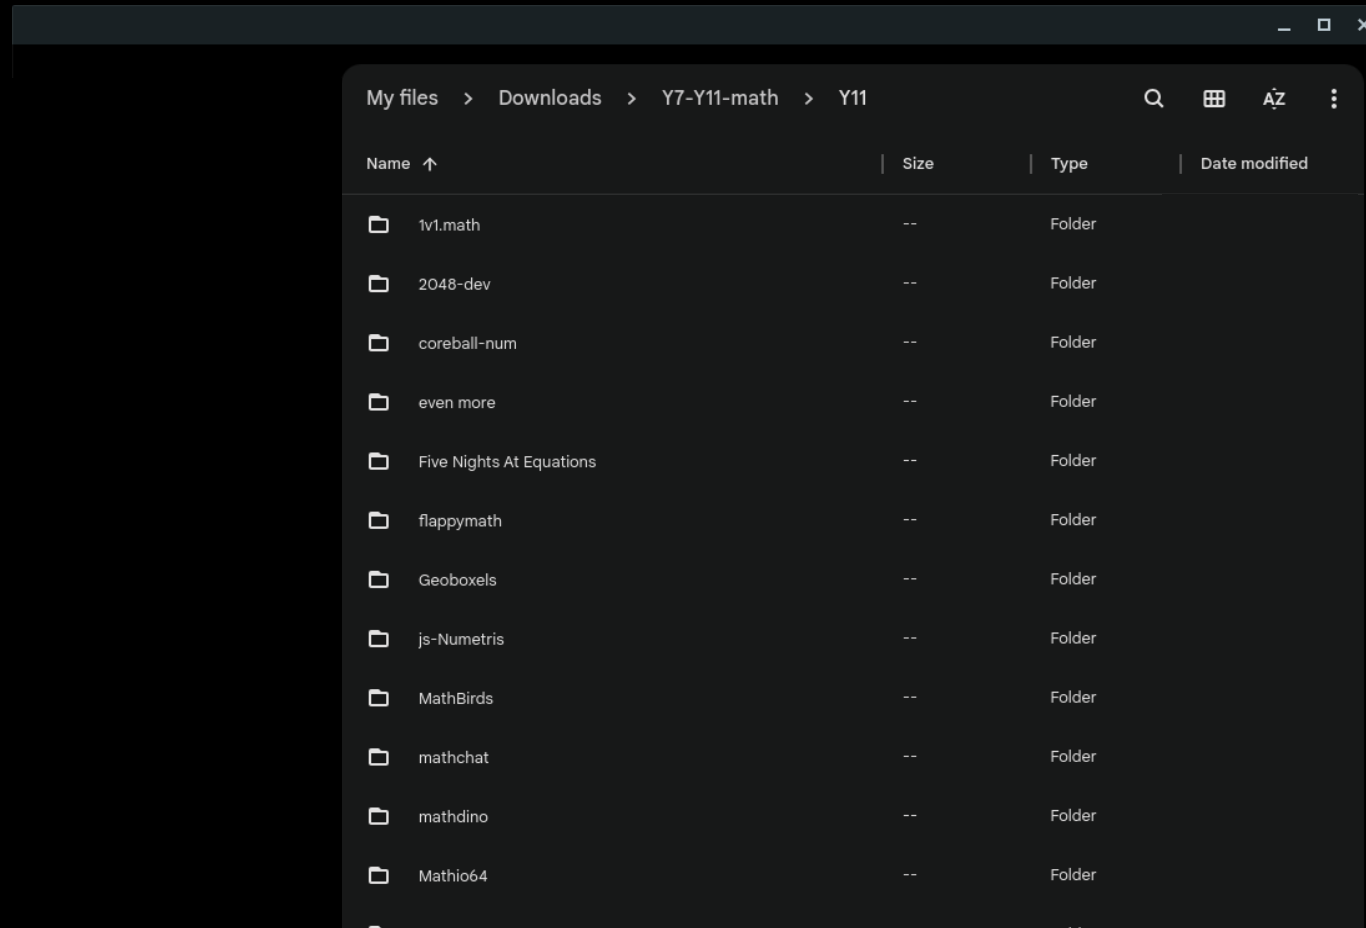 My files > Downloads > Y7-Y11-math > Y11 AZ
Name Size Type Date modified
1v1.math -- Folder
2048-dev -- Folder
coreball-num -- Folder
even more -- Folder
Five Nights At Equations -- Folder
flappymath -- Folder
Geoboxels -- Folder
js-Numetris -- Folder
MathBirds -- Folder
mathchat -- Folder
mathdino -- Folder
Mathio64 -- Folder